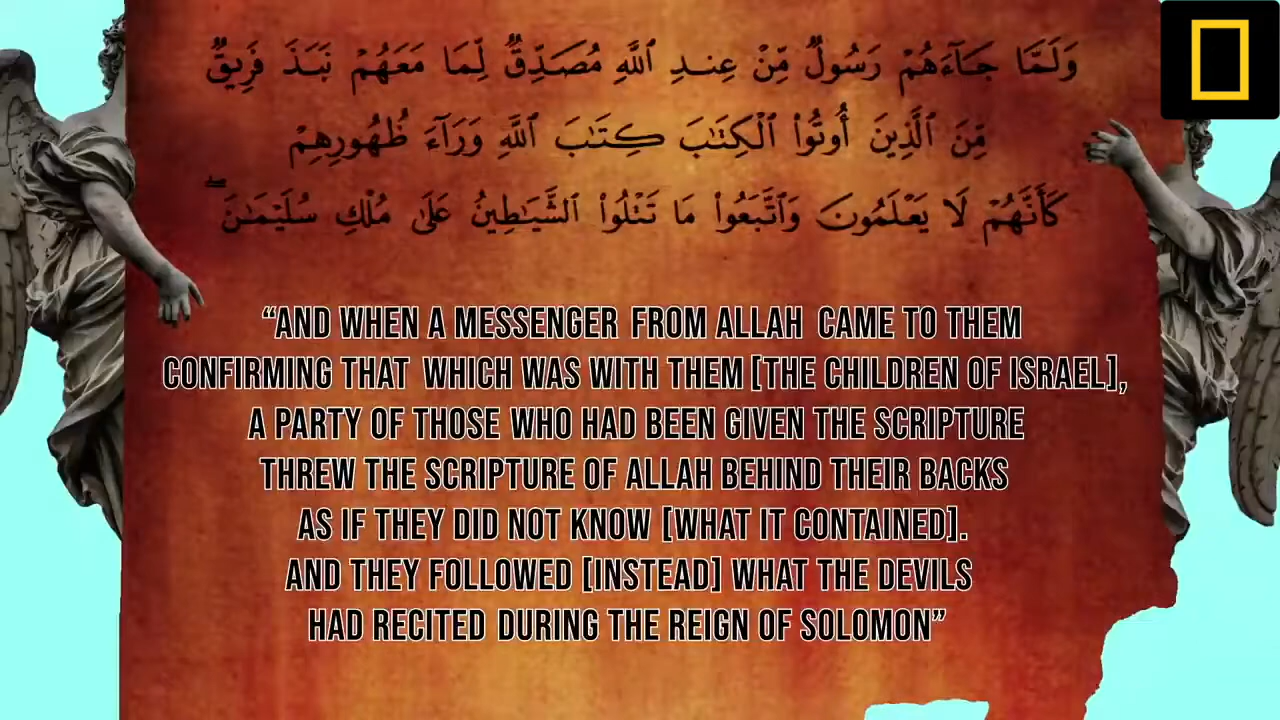 وَلَمَّا جَآءَهُمْ رَسُولٌ مِّنْ عِندِ ٱللَّهِ مُصَدِّقٌ لِّمَا مَعَهُمْ نَبَذَ فَرِيقٌ
مِّنَ ٱلَّذِينَ أُوتُوا۟ ٱلْكِتَٰبَ كِتَٰبَ ٱللَّهِ وَرَآءَ ظُهُورِهِمْ
كَأَنَّهُمْ لَا يَعْلَمُونَ وَٱتَّبَعُوا۟ مَا تَتْلُوا۟ ٱلشَّيَٰطِينُ عَلَىٰ مُلْكِ سُلَيْمَٰنَ ۖ
“AND WHEN A MESSENGER FROM ALLAH CAME TO THEM
CONFIRMING THAT WHICH WAS WITH THEM [THE CHILDREN OF ISRAEL],
A PARTY OF THOSE WHO HAD BEEN GIVEN THE SCRIPTURE
THREW THE SCRIPTURE OF ALLAH BEHIND THEIR BACKS
AS IF THEY DID NOT KNOW [WHAT IT CONTAINED].
AND THEY FOLLOWED [INSTEAD] WHAT THE DEVILS
HAD RECITED DURING THE REIGN OF SOLOMON”